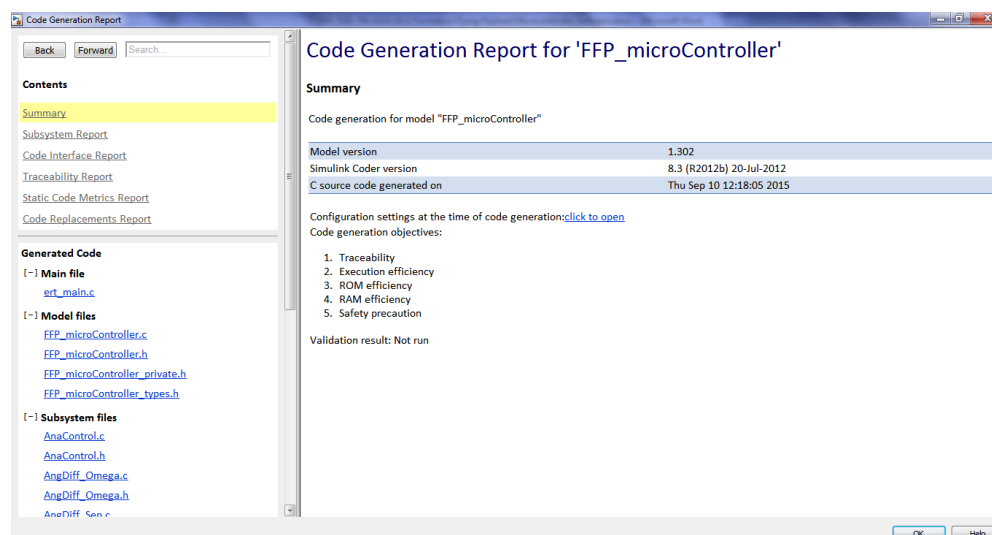 Code Generation Report
Back Forward Search...
Contents
Summary
Subsystem Report
Code Interface Report
Traceability Report
Static Code Metrics Report
Code Replacements Report
Generated Code
[-] Main file
ert_main.c
[-] Model files
FFP_microController.c
FFP_microController.h
FFP_microController_private.h
FFP_microController_types.h
[-] Subsystem files
AnaControl.c
AnaControl.h
AngDiff_Omega.c
AngDiff_Omega.h
AngDiff_Sep.c
Code Generation Report for 'FFP_microController'
Summary
Code generation for model "FFP_microController"
Model version 1.302
Simulink Coder version 8.3 (R2012b) 20-Jul-2012
C source code generated on Thu Sep 10 12:18:05 2015
Configuration settings at the time of code generation:click to open
Code generation objectives:
1. Traceability
2. Execution efficiency
3. ROM efficiency
4. RAM efficiency
5. Safety precaution
Validation result: Not run
OK Help